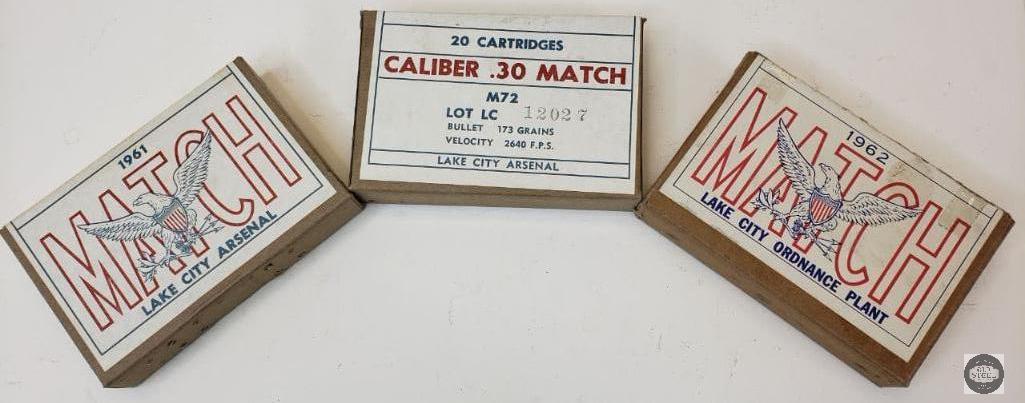 1961
MATCH
LAKE CITY ARSENAL
20 CARTRIDGES
CALIBER .30 MATCH
M72
LOT LC 12027
BULLET 173 GRAINS
VELOCITY 2640 F.P.S.
LAKE CITY ARSENAL
1962
MATCH
LAKE CITY ORDNANCE PLANT